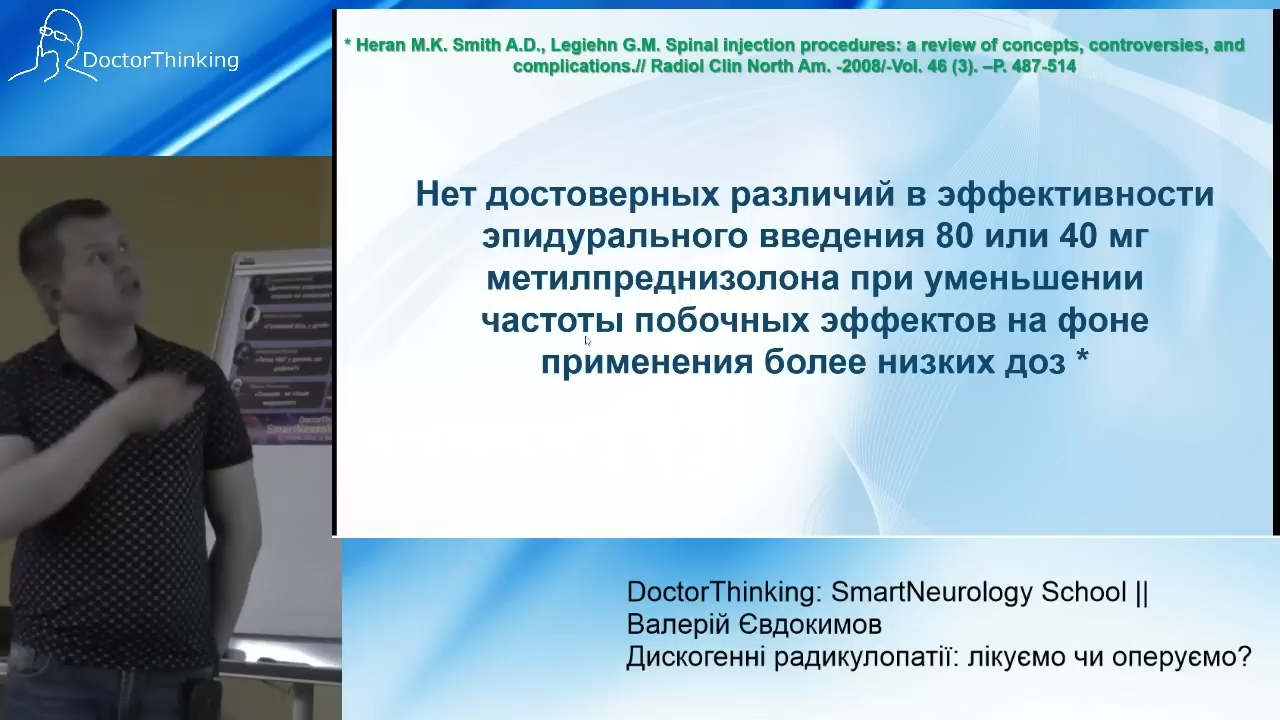 DoctorThinking
* Heran M.K. Smith A.D., Legiehn G.M. Spinal injection procedures: a review of concepts, controversies, and
complications.// Radiol Clin North Am. -2008/-Vol. 46 (3). –P. 487-514
Нет достоверных различий в эффективности
эпидурального введения 80 или 40 мг
метилпреднизолона при уменьшении
частоты побочных эффектов на фоне
применения более низких доз *
DoctorThinking: SmartNeurology School ||
Валерій Євдокимов
Дискогенні радикулопатії: лікуємо чи оперуємо?